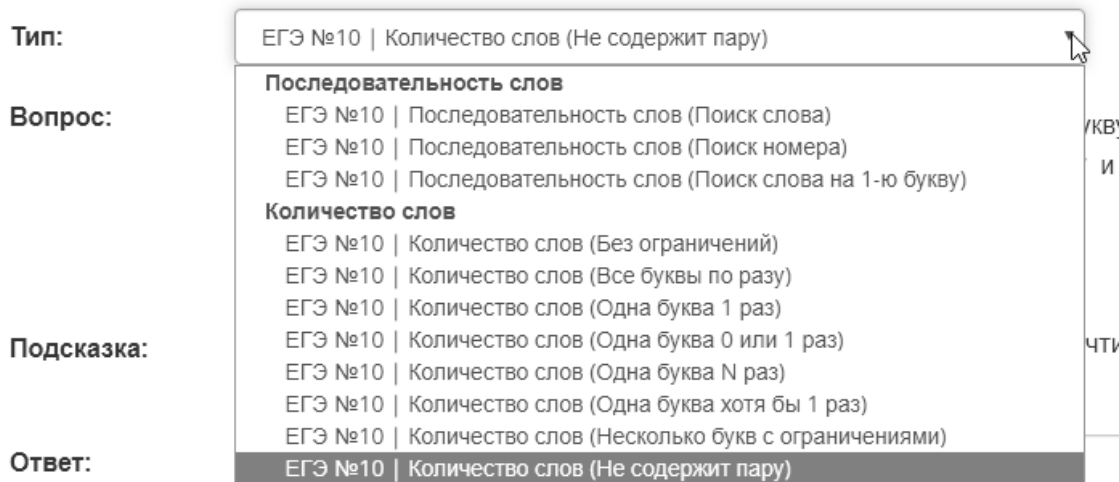 Тип: ЕГЭ №10 | Количество слов (Не содержит пару)
Последовательность слов
Вопрос: ЕГЭ №10 | Последовательность слов (Поиск слова)
ЕГЭ №10 | Последовательность слов (Поиск номера)
и
ЕГЭ №10 | Последовательность слов (Поиск слова на 1-ю букву)
Количество слов
ЕГЭ №10 | Количество слов (Без ограничений)
ЕГЭ №10 | Количество слов (Все буквы по разу)
ЕГЭ №10 | Количество слов (Одна буква 1 раз)
Подсказка: ЕГЭ №10 | Количество слов (Одна буква 0 или 1 раз)
ЕГЭ №10 | Количество слов (Одна буква N раз)
ЕГЭ №10 | Количество слов (Одна буква хотя бы 1 раз)
ЕГЭ №10 | Количество слов (Несколько букв с ограничениями)
Ответ: ЕГЭ №10 | Количество слов (Не содержит пару)